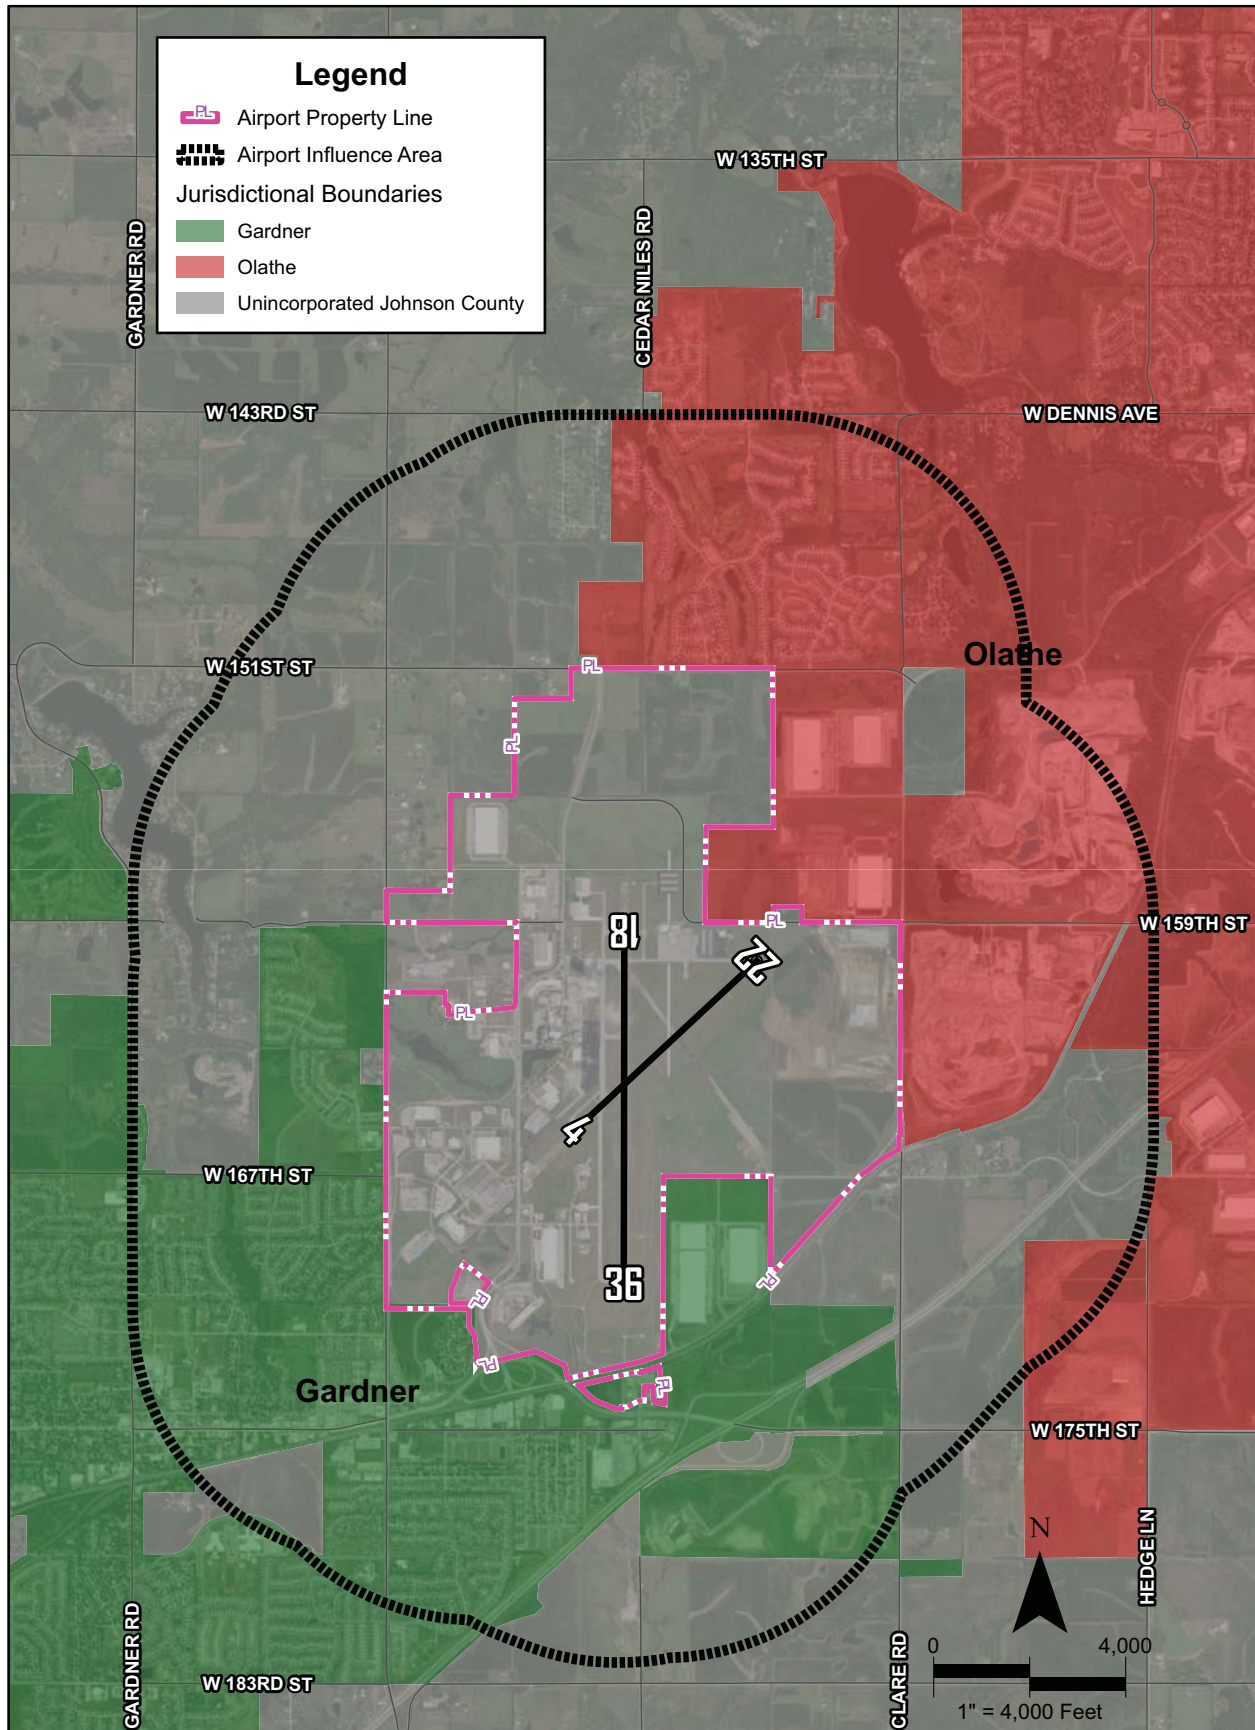 Legend
PL Airport Property Line
Airport Influence Area
Jurisdictional Boundaries
Gardner
Olathe
Unincorporated Johnson County
W 135TH ST
GARDNER RD
CEDAR NILES RD
W 143RD ST
W DENNIS AVE
Olathe
W 151ST ST
PL
PL
W 159TH ST
PL
18
22
PL
4
W 167TH ST
36
PL
PL
PL
PL
Gardner
W 175TH ST
N
HEDGE LN
GARDNER RD
CLARE RD
0 4,000
W 183RD ST
1" = 4,000 Feet